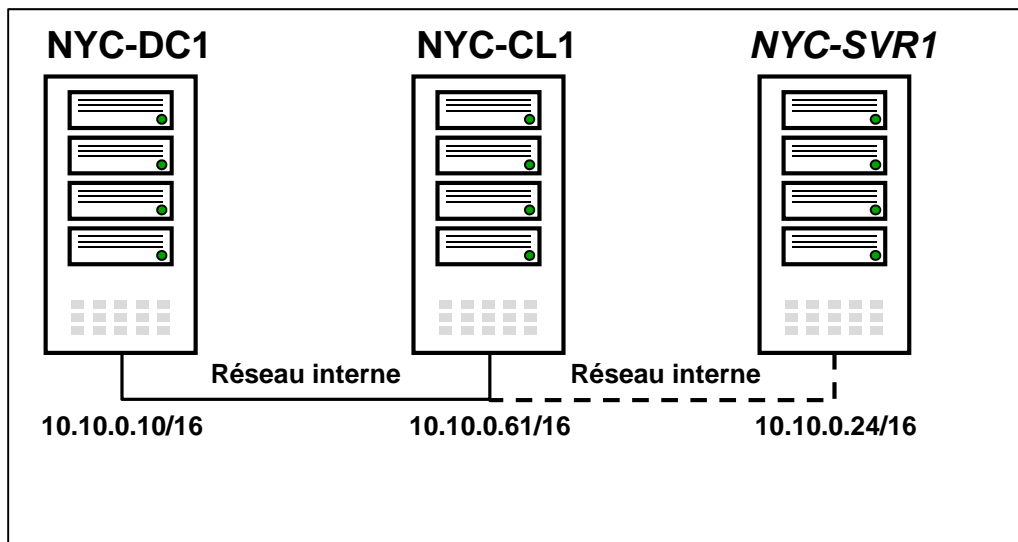 NYC-DC1
NYC-CL1
NYC-SVR1
Réseau interne
Réseau interne
10.10.0.10/16
10.10.0.61/16
10.10.0.24/16